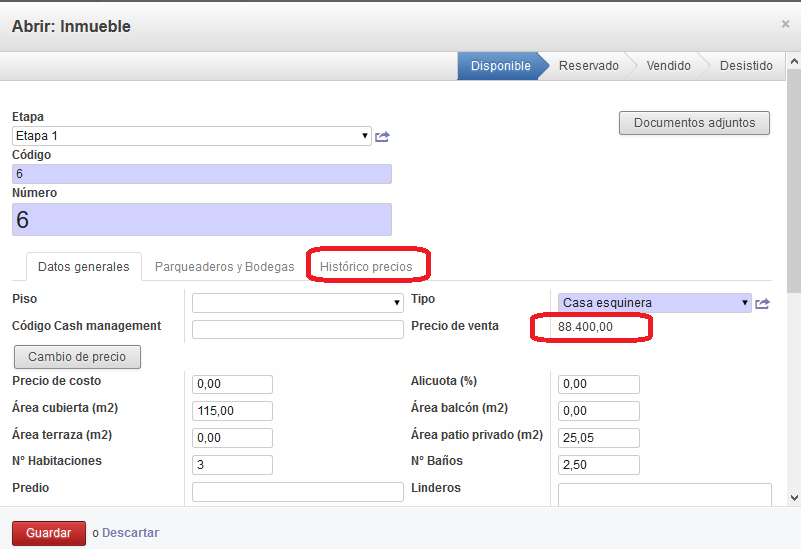 Abrir: Inmueble
×
Disponible Reservado Vendido Desistido
Etapa
Etapa 1
Documentos adjuntos
Código
6
Número
6
Datos generales Parqueaderos y Bodegas Histórico precios
Piso Tipo Casa esquinera
Código Cash management Precio de venta 88.400,00
Cambio de precio
Precio de costo 0,00 Alicuota (%) 0,00
Área cubierta (m2) 115,00 Área balcón (m2) 0,00
Área terraza (m2) 0,00 Área patio privado (m2) 25,05
N° Habitaciones 3 N° Baños 2,50
Predio Linderos
Guardar o Descartar